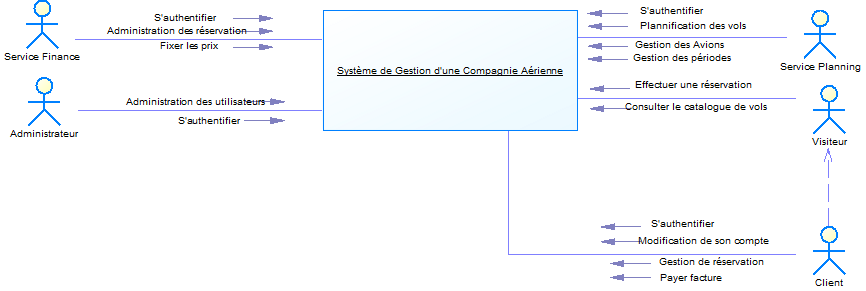 S'authentifier
Administration des réservation
Fixer les prix
Service Finance
Administration des utilisateurs
S'authentifier
Administrateur
Système de Gestion d'une Compagnie Aérienne
S'authentifier
Plannification des vols
Gestion des Avions
Gestion des périodes
Service Planning
Effectuer une réservation
Consulter le catalogue de vols
Visiteur
S'authentifier
Modification de son compte
Gestion de réservation
Payer facture
Client